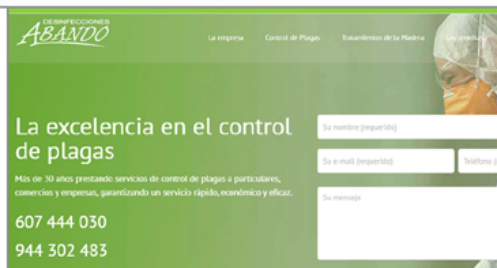 DESINFECCIONES
ABANDO
La empresa Control de Plagas Tratamientos de la Madera
La excelencia en el control
de plagas
Más de 30 años prestando servicios de control de plagas a particulares,
comercios y empresas, garantizando un servicio rápido, económico y eficaz.
607 444 030
944 302 483
Su nombre (requerido)
Su e-mail (requerido)
Teléfono
Su mensaje